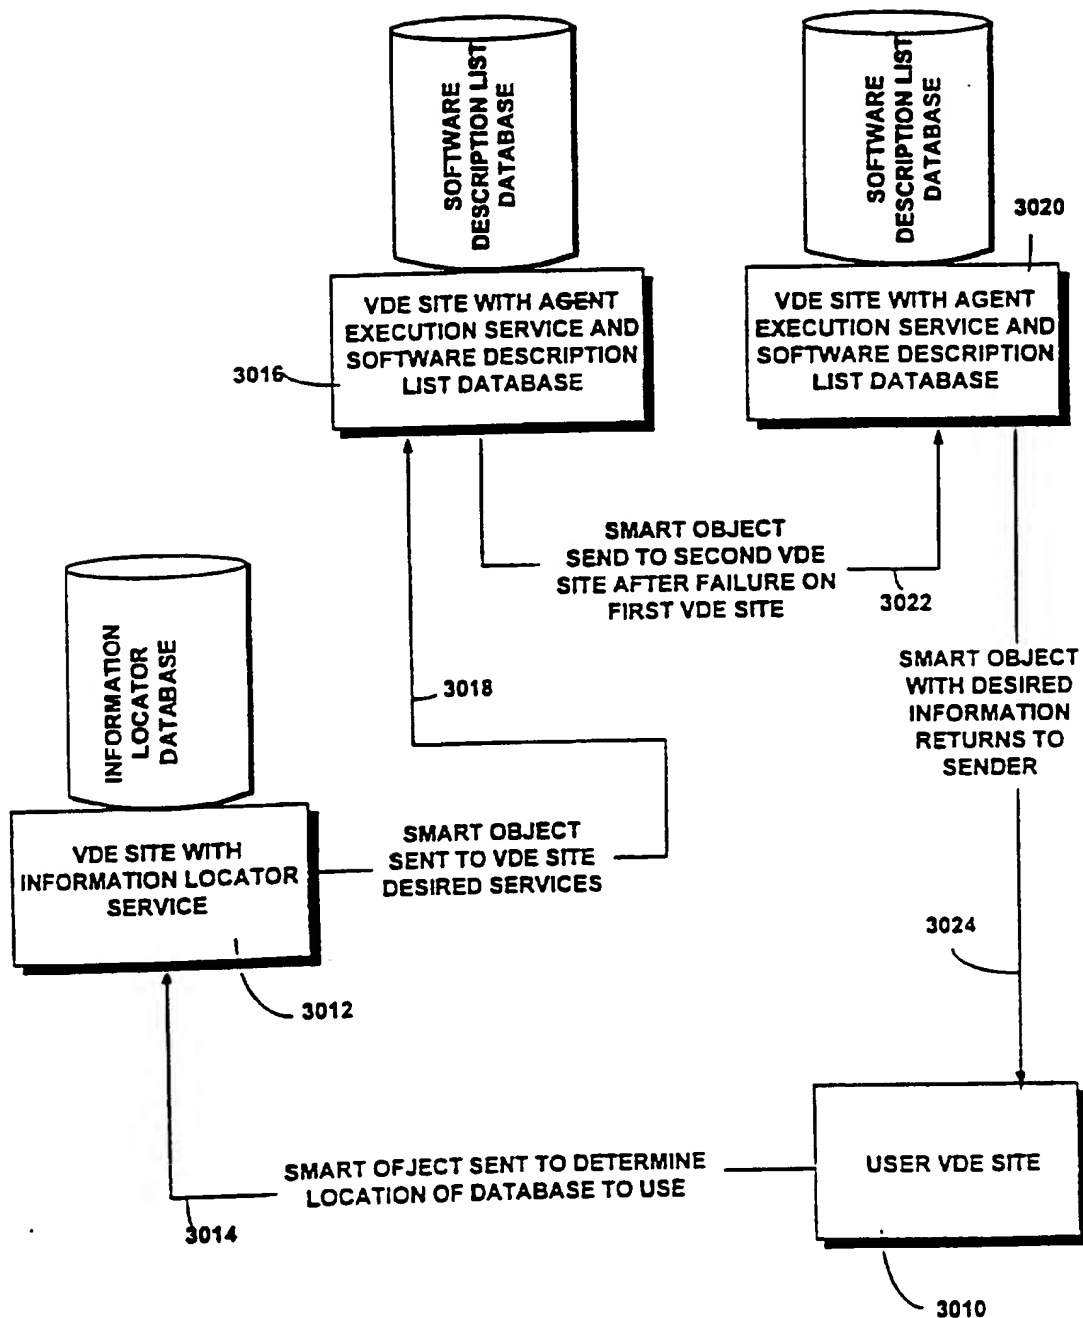 SOFTWARE
DESCRIPTION LIST
DATABASE
SOFTWARE
DESCRIPTION LIST
DATABASE
3020
VDE SITE WITH AGENT
EXECUTION SERVICE AND
SOFTWARE DESCRIPTION
LIST DATABASE
VDE SITE WITH AGENT
EXECUTION SERVICE AND
SOFTWARE DESCRIPTION
LIST DATABASE
3016
SMART OBJECT
SEND TO SECOND VDE
SITE AFTER FAILURE ON
FIRST VDE SITE
3022
INFORMATION
LOCATOR
DATABASE
3018
SMART OBJECT
WITH DESIRED
INFORMATION
RETURNS TO
SENDER
VDE SITE WITH
INFORMATION LOCATOR
SERVICE
SMART OBJECT
SENT TO VDE SITE
DESIRED SERVICES
3024
3012
SMART OFJECT SENT TO DETERMINE
LOCATION OF DATABASE TO USE
USER VDE SITE
3014
3010